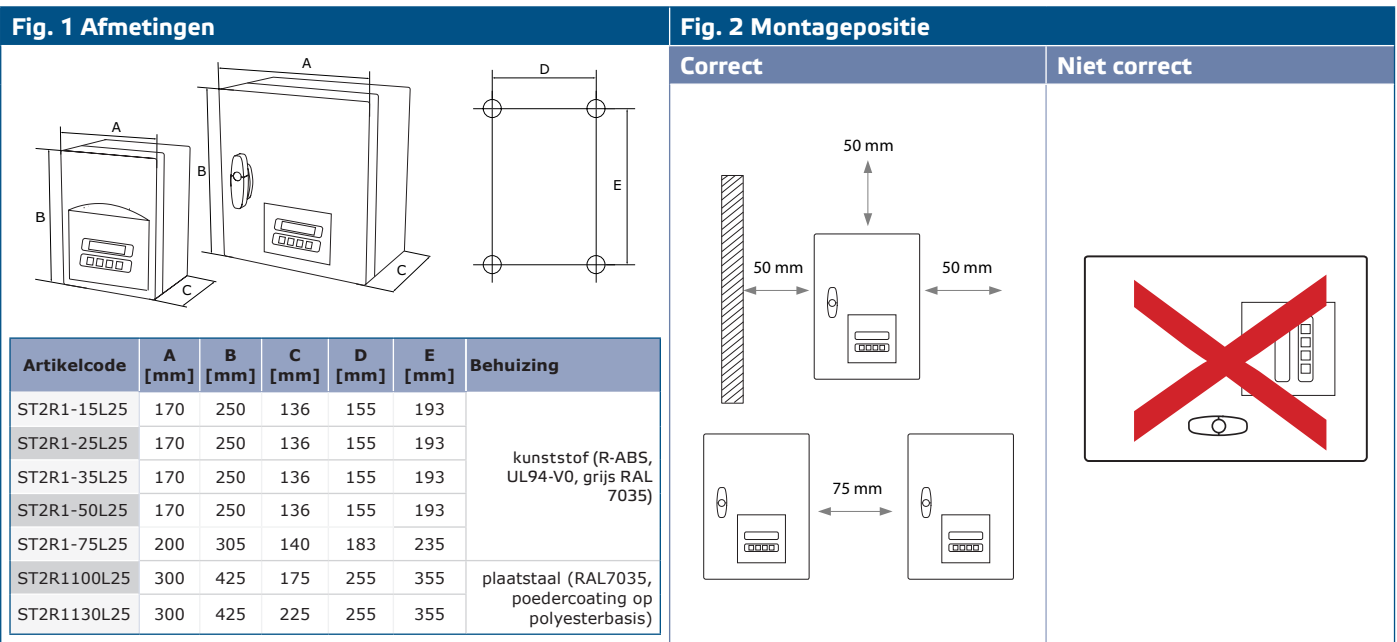 Fig. 1 Afmetingen
A
B
C
A
B
C
D
E
Artikelcode A [mm] B [mm] C [mm] D [mm] E [mm] Behuizing
ST2R1-15L25 170 250 136 155 193
ST2R1-25L25 170 250 136 155 193
ST2R1-35L25 170 250 136 155 193
ST2R1-50L25 170 250 136 155 193
ST2R1-75L25 200 305 140 183 235
kunststof (R-ABS,
UL94-V0, grijs RAL
7035)
ST2R1100L25 300 425 175 255 355
ST2R1130L25 300 425 225 255 355
plaatstaal (RAL7035,
poedercoating op
polyesterbasis)
Fig. 2 Montagepositie
Correct
Niet correct
50 mm
50 mm
50 mm
75 mm